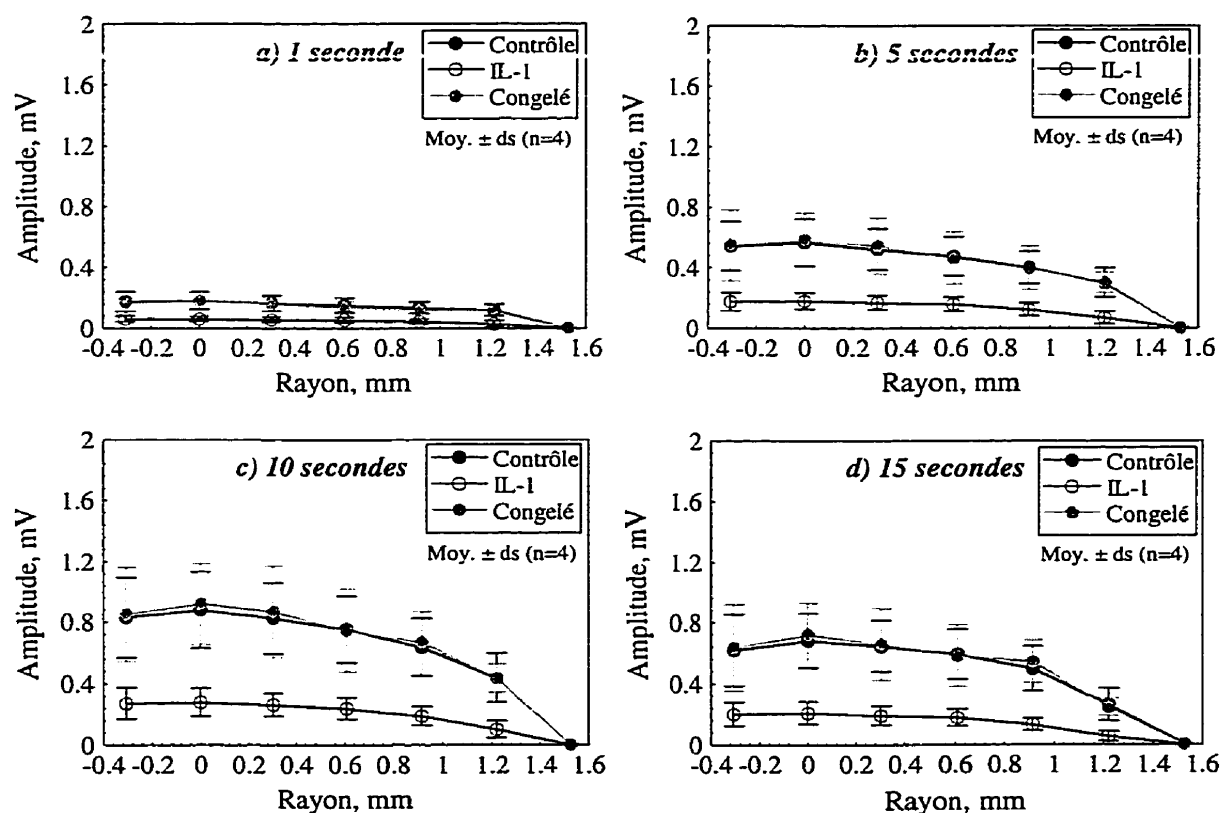 a) 1 seconde
Contrôle
IL-1
Congelé
Moy. ± ds (n=4)
Amplitude, mV
2
1.6
1.2
0.8
0.4
0
-0.4 -0.2 0 0.2 0.4 0.6 0.8 1 1.2 1.4 1.6
Rayon, mm
b) 5 secondes
Contrôle
IL-1
Congelé
Moy. ± ds (n=4)
Amplitude, mV
2
1.6
1.2
0.8
0.4
0
-0.4 -0.2 0 0.2 0.4 0.6 0.8 1 1.2 1.4 1.6
Rayon, mm
c) 10 secondes
Contrôle
IL-1
Congelé
Moy. ± ds (n=4)
Amplitude, mV
2
1.6
1.2
0.8
0.4
0
-0.4 -0.2 0 0.2 0.4 0.6 0.8 1 1.2 1.4 1.6
Rayon, mm
d) 15 secondes
Contrôle
IL-1
Congelé
Moy. ± ds (n=4)
Amplitude, mV
2
1.6
1.2
0.8
0.4
0
-0.4 -0.2 0 0.2 0.4 0.6 0.8 1 1.2 1.4 1.6
Rayon, mm